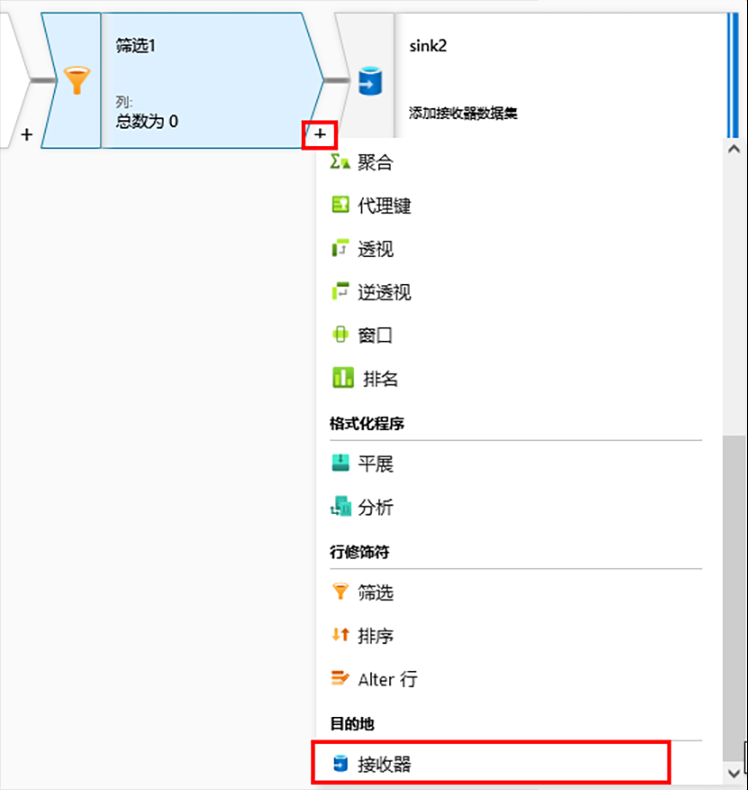 筛选1
列:
总数为 0
+
+
sink2
添加接收器数据集
聚合
代理键
透视
逆透视
窗口
排名
格式化程序
平展
分析
行修饰符
筛选
排序
Alter 行
目的地
接收器